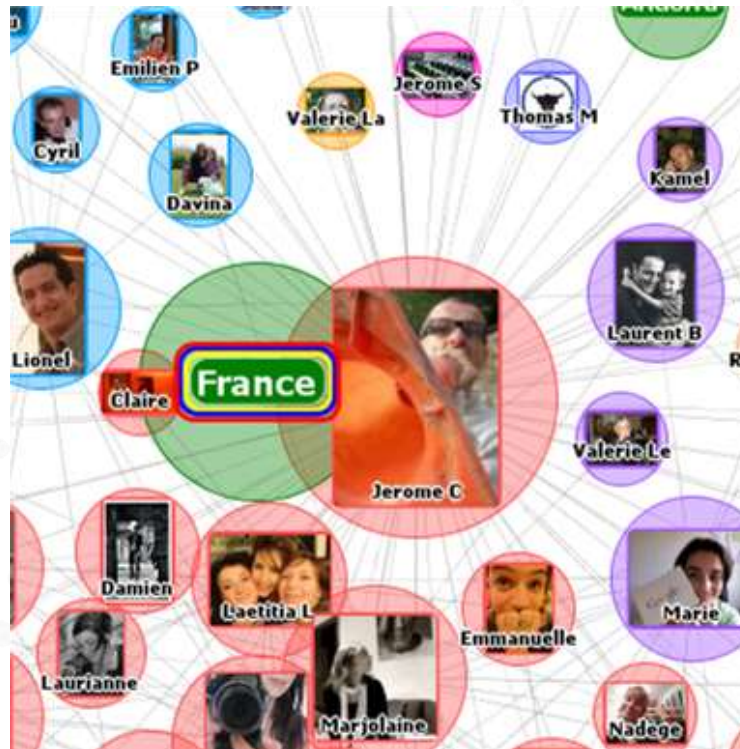 Andorra
Emilien P
Jerome S
Valerie La
Thomas M
Cyril
Kamel
Davina
Laurent B
Lionel
France
Claire
Valerie Le
Jerome C
Damien
Laetitia L
Marie
Emmanuelle
Laurianne
Marjolaine
Nadège